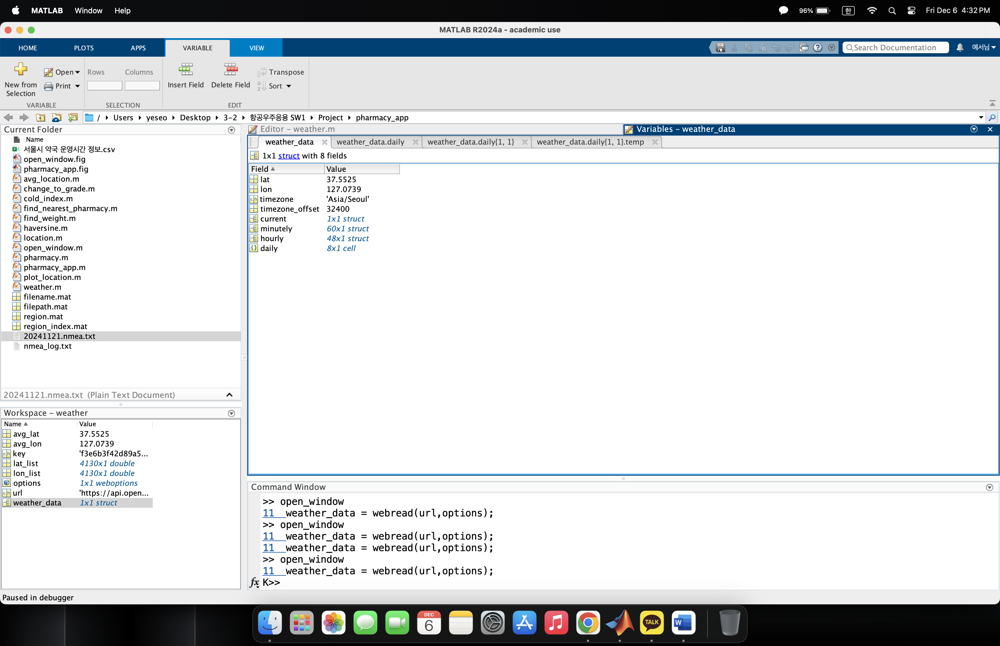 MATLAB Window Help
96% 한 Fri Dec 6 4:32 PM
MATLAB R2024a - academic use
HOME PLOTS APPS VARIABLE VIEW
Search Documentation 예서님
New from Selection
Open
Print
Rows Columns
Insert Field Delete Field
Transpose
Sort
VARIABLE SELECTION EDIT
/ Users yeseo Desktop 3-2 항공우주응용 SW1 Project pharmacy_app
Current Folder
Name
서울시 약국 운영시간 정보.csv
open_window.fig
pharmacy_app.fig
avg_location.m
change_to_grade.m
cold_index.m
find_nearest_pharmacy.m
find_weight.m
haversine.m
location.m
open_window.m
pharmacy.m
pharmacy_app.m
plot_location.m
weather.m
filename.mat
filepath.mat
region.mat
region_index.mat
20241121.nmea.txt
nmea_log.txt
20241121.nmea.txt (Plain Text Document)
Workspace - weather
Name Value
avg_lat 37.5525
avg_lon 127.0739
key 'f3e6b3f42d89a5...
lat_list 4130x1 double
lon_list 4130x1 double
options 1x1 weboptions
url 'https://api.open...
weather_data 1x1 struct
Editor - weather.m
Variables - weather_data
weather_data weather_data.daily weather_data.daily{1, 1} weather_data.daily{1, 1}.temp
1x1 struct with 8 fields
Field Value
lat 37.5525
lon 127.0739
timezone 'Asia/Seoul'
timezone_offset 32400
current 1x1 struct
minutely 60x1 struct
hourly 48x1 struct
daily 8x1 cell
Command Window
>> open_window
11 weather_data = webread(url,options);
>> open_window
11 weather_data = webread(url,options);
11 weather_data = webread(url,options);
>> open_window
11 weather_data = webread(url,options);
fx K>>
Paused in debugger
DEC
6
TALK
W